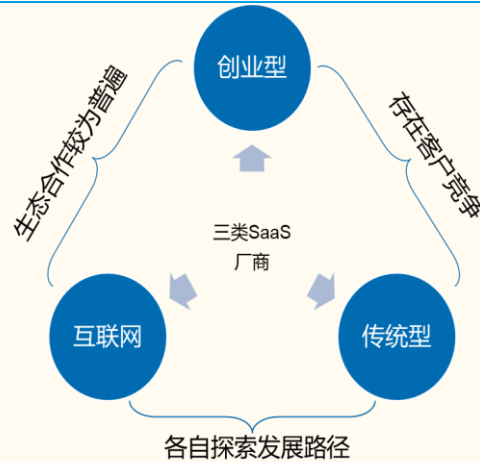 创业型
生态合作较为普遍
存在客户竞争
三类SaaS
厂商
互联网
传统型
各自探索发展路径